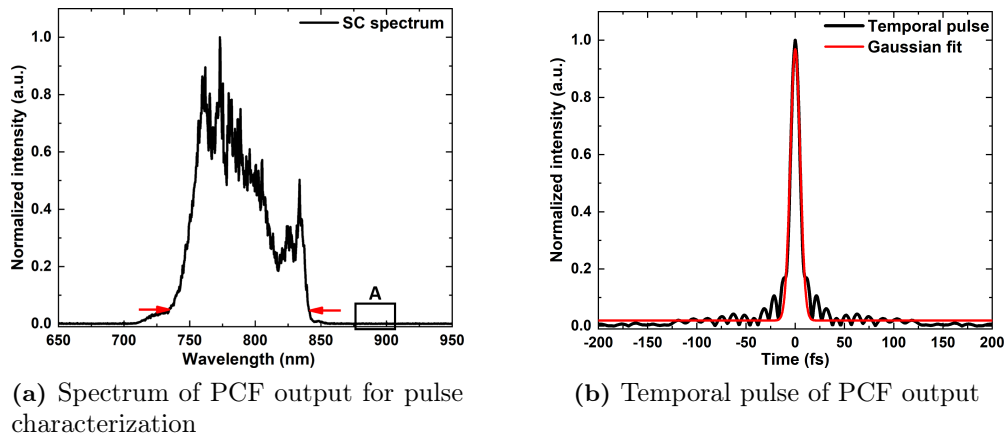 SC spectrum
Normalized intensity (a.u.)
1.0
0.8
0.6
0.4
0.2
0.0
A
650 700 750 800 850 900 950
Wavelength (nm)
(a) Spectrum of PCF output for pulse
characterization
Temporal pulse
Gaussian fit
Normalized intensity (a.u.)
1.0
0.8
0.6
0.4
0.2
0.0
-200 -150 -100 -50 -25 0 25 50 100 150 200
Time (fs)
(b) Temporal pulse of PCF output